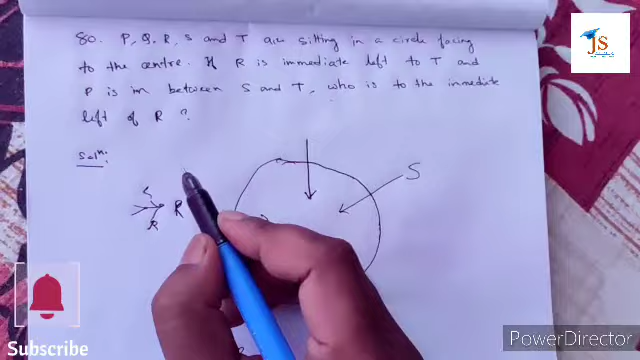 80. P, Q, R, S and T are sitting in a circle facing
to the centre. If R is immediate left to T and
P is in between S and T, who is to the immediate
left of R ?
Solⁿ:
S
L
R
R
JS
Subscribe
PowerDirector